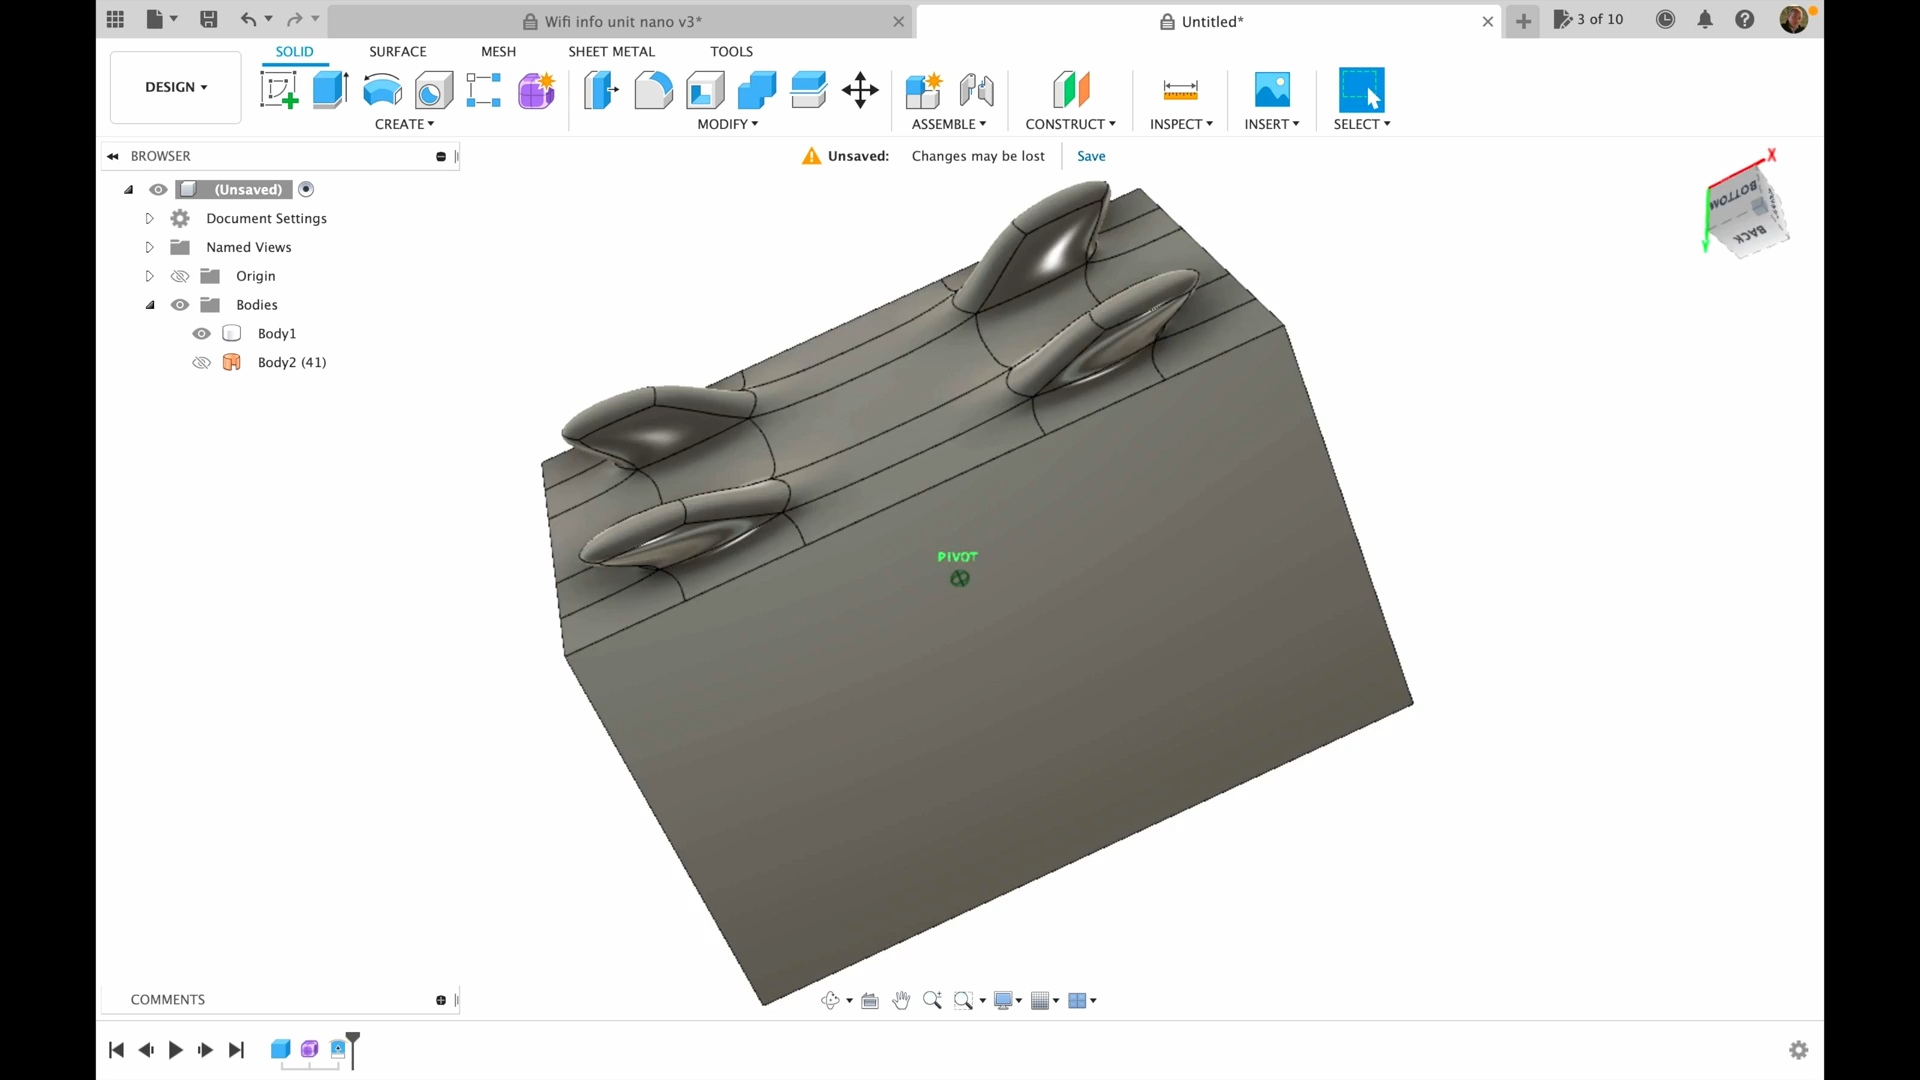 Wifi info unit nano v3*
Untitled*
3 of 10
SOLID
SURFACE
MESH
SHEET METAL
TOOLS
DESIGN
CREATE
MODIFY
ASSEMBLE
CONSTRUCT
INSPECT
INSERT
SELECT
BROWSER
Unsaved:
Changes may be lost
Save
(Unsaved)
Document Settings
Named Views
Origin
Bodies
Body1
Body2 (41)
X
BOTTOM
BACK
PIVOT
COMMENTS